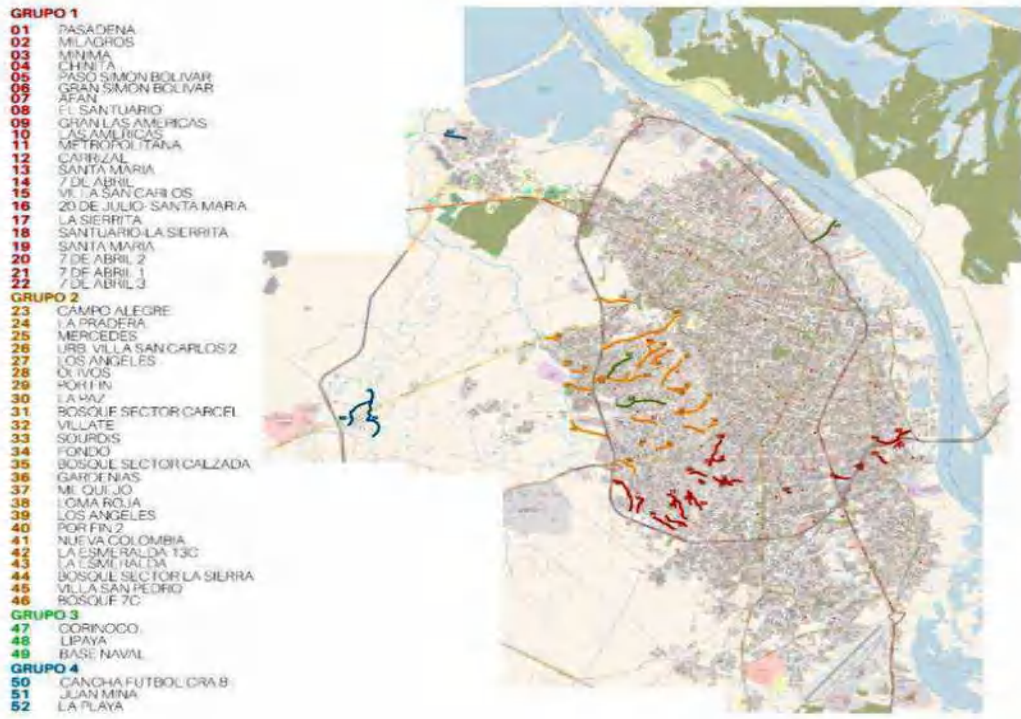 GRUPO 1
01 PASADENA
02 MILAGROS
03 MINIMA
04 CHINITA
05 PASO SIMON BOLIVAR
06 GRAN SIMON BOLIVAR
07 AFAN
08 EL SANTUARIO
09 GRAN LAS AMERICAS
10 LAS AMERICAS
11 METROPOLITANA
12 CARRIZAL
13 SANTA MARIA
14 7 DE ABRIL
15 VILLA SAN CARLOS
16 20 DE JULIO- SANTA MARIA
17 LA SIERRITA
18 SANTUARIO-LA SIERRITA
19 SANTA MARIA
20 7 DE ABRIL 2
21 7 DE ABRIL 1
22 7 DE ABRIL 3
GRUPO 2
23 CAMPO ALEGRE
24 LA PRADERA
25 MERCEDES
26 URB. VILLA SAN CARLOS 2
27 LOS ANGELES
28 OLIVOS
29 POR FIN
30 LA PAZ
31 BOSQUE SECTOR CARCEL
32 VILLATE
33 SOURDIS
34 FONDO
35 BOSQUE SECTOR CALZADA
36 GARDENIAS
37 ME QUEJO
38 LOMA ROJA
39 LOS ANGELES
40 POR FIN 2
41 NUEVA COLOMBIA
42 LA ESMERALDA 13C
43 LA ESMERALDA
44 BOSQUE SECTOR LA SIERRA
45 VILLA SAN PEDRO
46 BOSQUE 7C
GRUPO 3
47 CORINOCO
48 LIPAYA
49 BASE NAVAL
GRUPO 4
50 CANCHA FUTBOL CRA 8
51 JUAN MINA
52 LA PLAYA